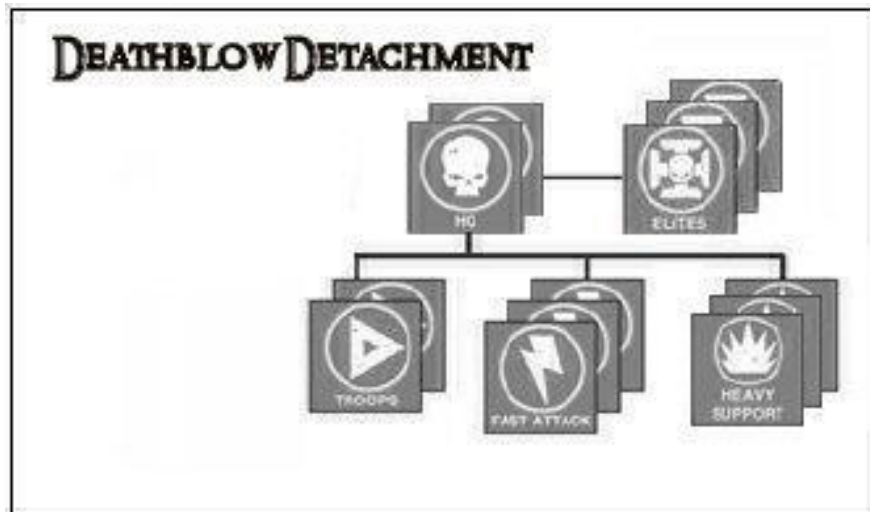 DEATHBLOW DETACHMENT
HQ
ELITES
TROOPS
FAST ATTACK
HEAVY
SUPPORT